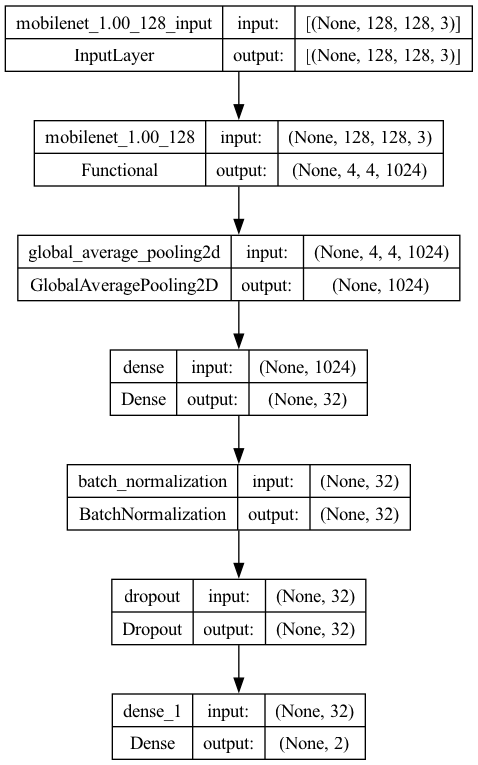 mobilenet_1.00_128_input input: [(None, 128, 128, 3)]
InputLayer output: [(None, 128, 128, 3)]
mobilenet_1.00_128 input: (None, 128, 128, 3)
Functional output: (None, 4, 4, 1024)
global_average_pooling2d input: (None, 4, 4, 1024)
GlobalAveragePooling2D output: (None, 1024)
dense input: (None, 1024)
Dense output: (None, 32)
batch_normalization input: (None, 32)
BatchNormalization output: (None, 32)
dropout input: (None, 32)
Dropout output: (None, 32)
dense_1 input: (None, 32)
Dense output: (None, 2)